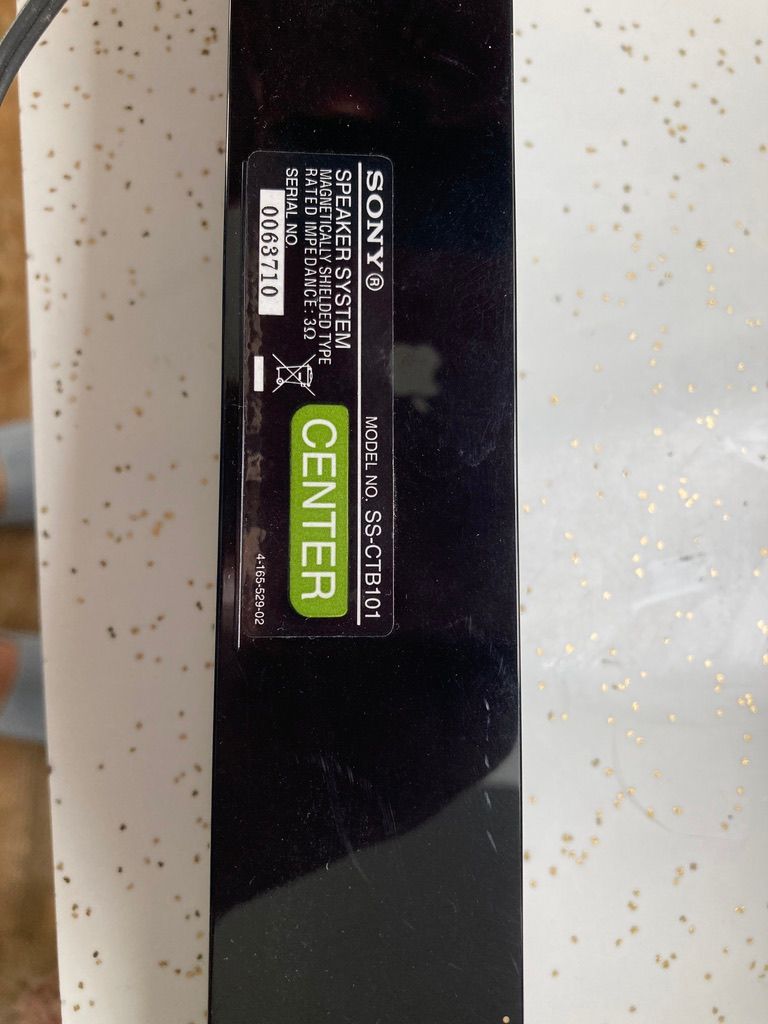 SONY® MODEL NO. SS-CTB101
SPEAKER SYSTEM
MAGNETICALLY SHIELDED TYPE
RATED IMPEDANCE: 3Ω
SERIAL NO.
0063710
CENTER
4-165-529-02